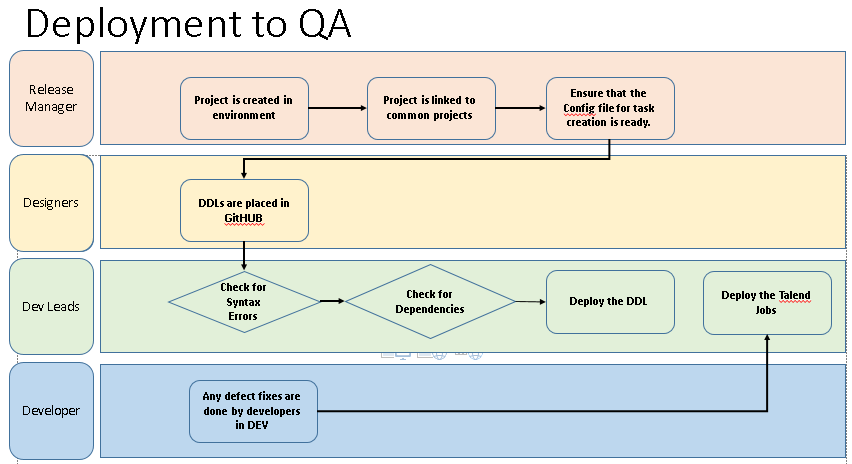 Deployment to QA
Release
Manager
Project is created in
environment
Project is linked to
common projects
Ensure that the
Config file for task
creation is ready.
Designers
DDLs are placed in
GitHUB
Dev Leads
Check for
Syntax
Errors
Check for
Dependencies
Deploy the DDL
Deploy the Talend
Jobs
Developer
Any defect fixes are
done by developers
in DEV